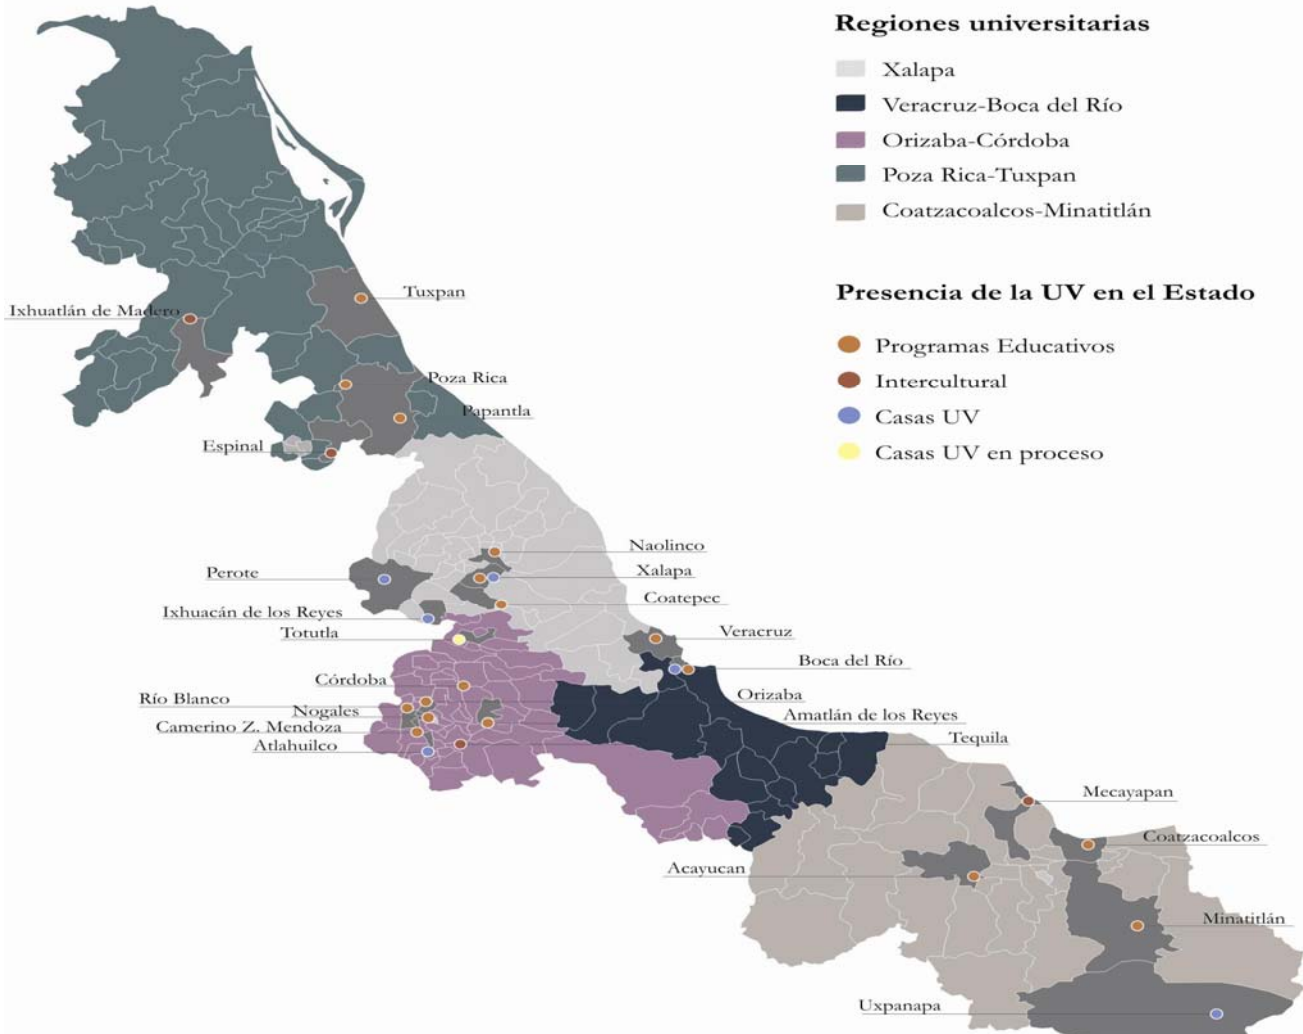 Regiones universitarias
Xalapa
Veracruz-Boca del Río
Orizaba-Córdoba
Poza Rica-Tuxpan
Coatzacoalcos-Minatitlán
Presencia de la UV en el Estado
Programas Educativos
Intercultural
Casas UV
Casas UV en proceso
Tuxpan
Ixhuatlán de Madero
Poza Rica
Papantla
Espinal
Naolinco
Perote
Xalapa
Coatepec
Ixhuacán de los Reyes
Totutla
Veracruz
Boca del Río
Córdoba
Río Blanco
Orizaba
Nogales
Amatlán de los Reyes
Camerino Z. Mendoza
Tequila
Atlahuilco
Mecayapan
Coatzacoalcos
Acayucan
Minatitlán
Uxpanapa